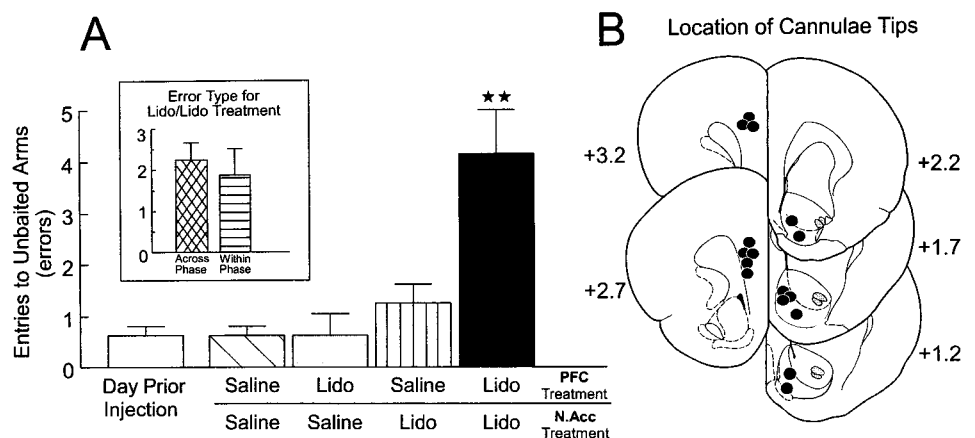 A
B
Location of Cannulae Tips
Error Type for
Lido/Lido Treatment
3
2
1
0
Across
Phase
Within
Phase
★★
Entries to Unbaited Arms
(errors)
5
4
3
2
1
0
Day Prior
Injection
Saline
Lido
Saline
Lido
PFC
Treatment
Saline
Saline
Lido
Lido
N.Acc
Treatment
+3.2
+2.7
+2.2
+1.7
+1.2